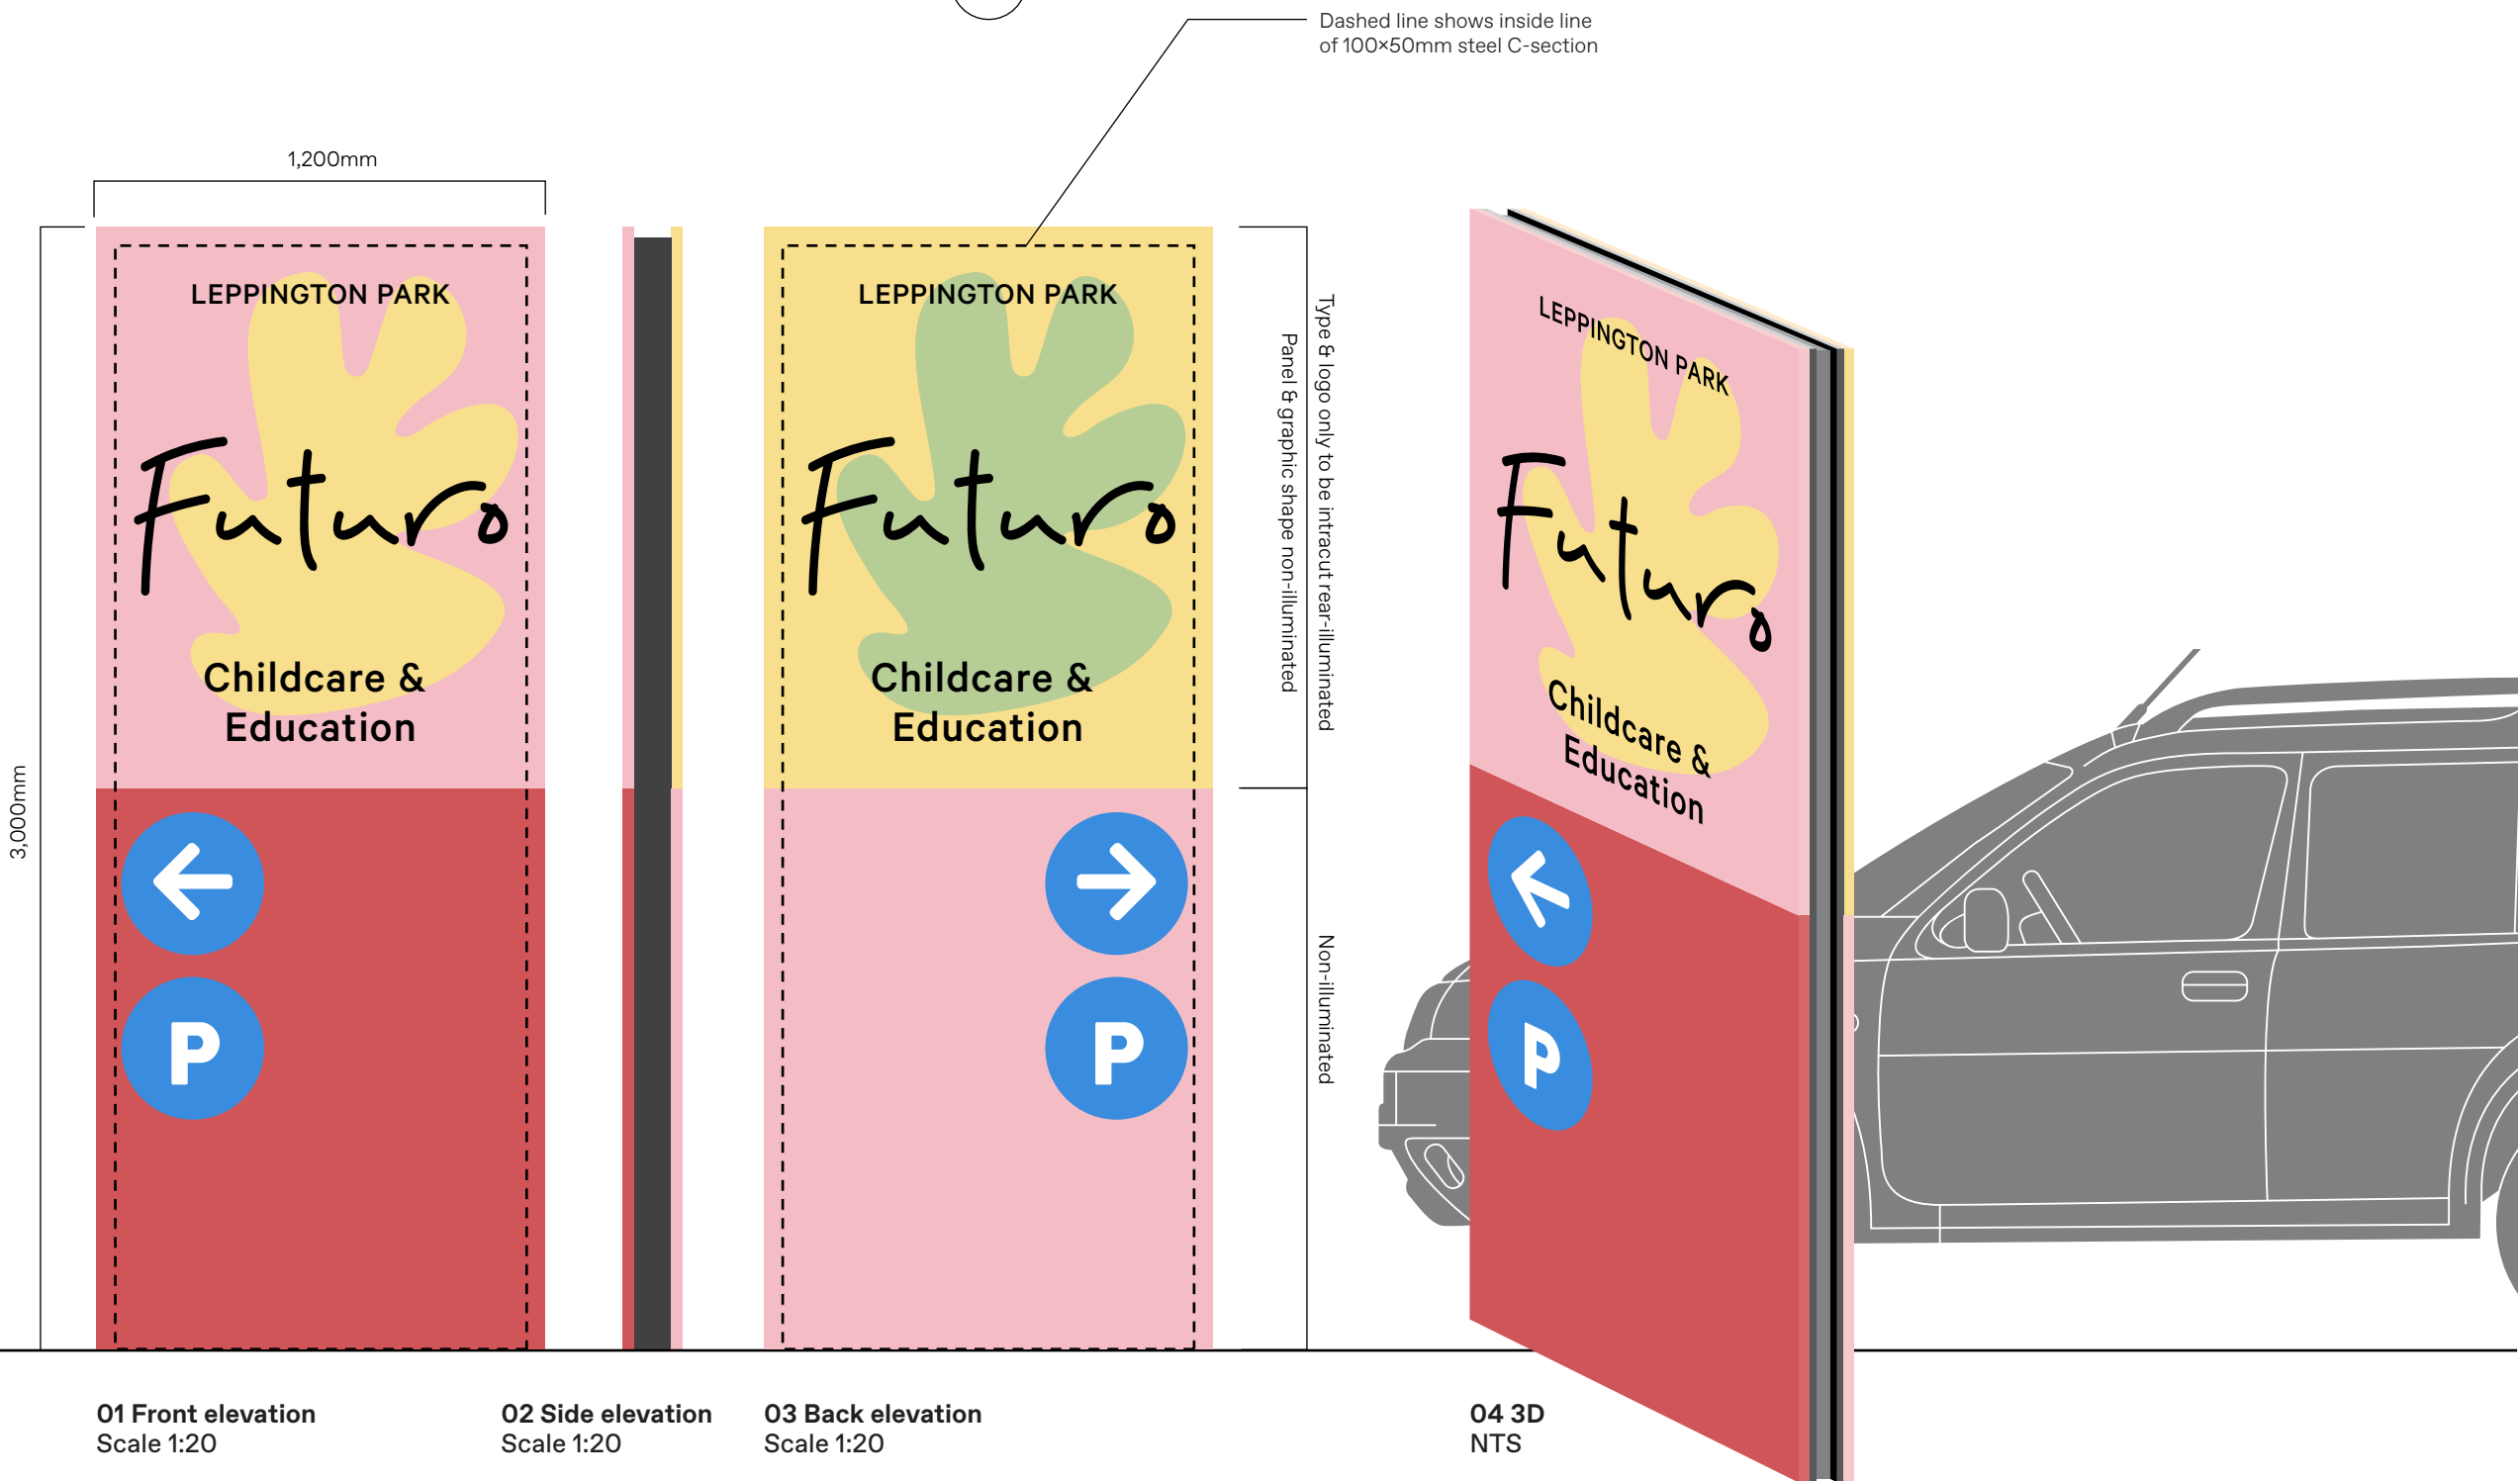 Dashed line shows inside line
of 100×50mm steel C-section
1,200mm
3,000mm
LEPPINGTON PARK
Futuro
Childcare &
Education
P
LEPPINGTON PARK
Futuro
Childcare &
Education
P
Type & logo only to be intracut rear-illuminated
Panel & graphic shape non-illuminated
Non-illuminated
LEPPINGTON PARK
Futuro
Childcare &
Education
P
01 Front elevation
Scale 1:20
02 Side elevation
Scale 1:20
03 Back elevation
Scale 1:20
04 3D
NTS